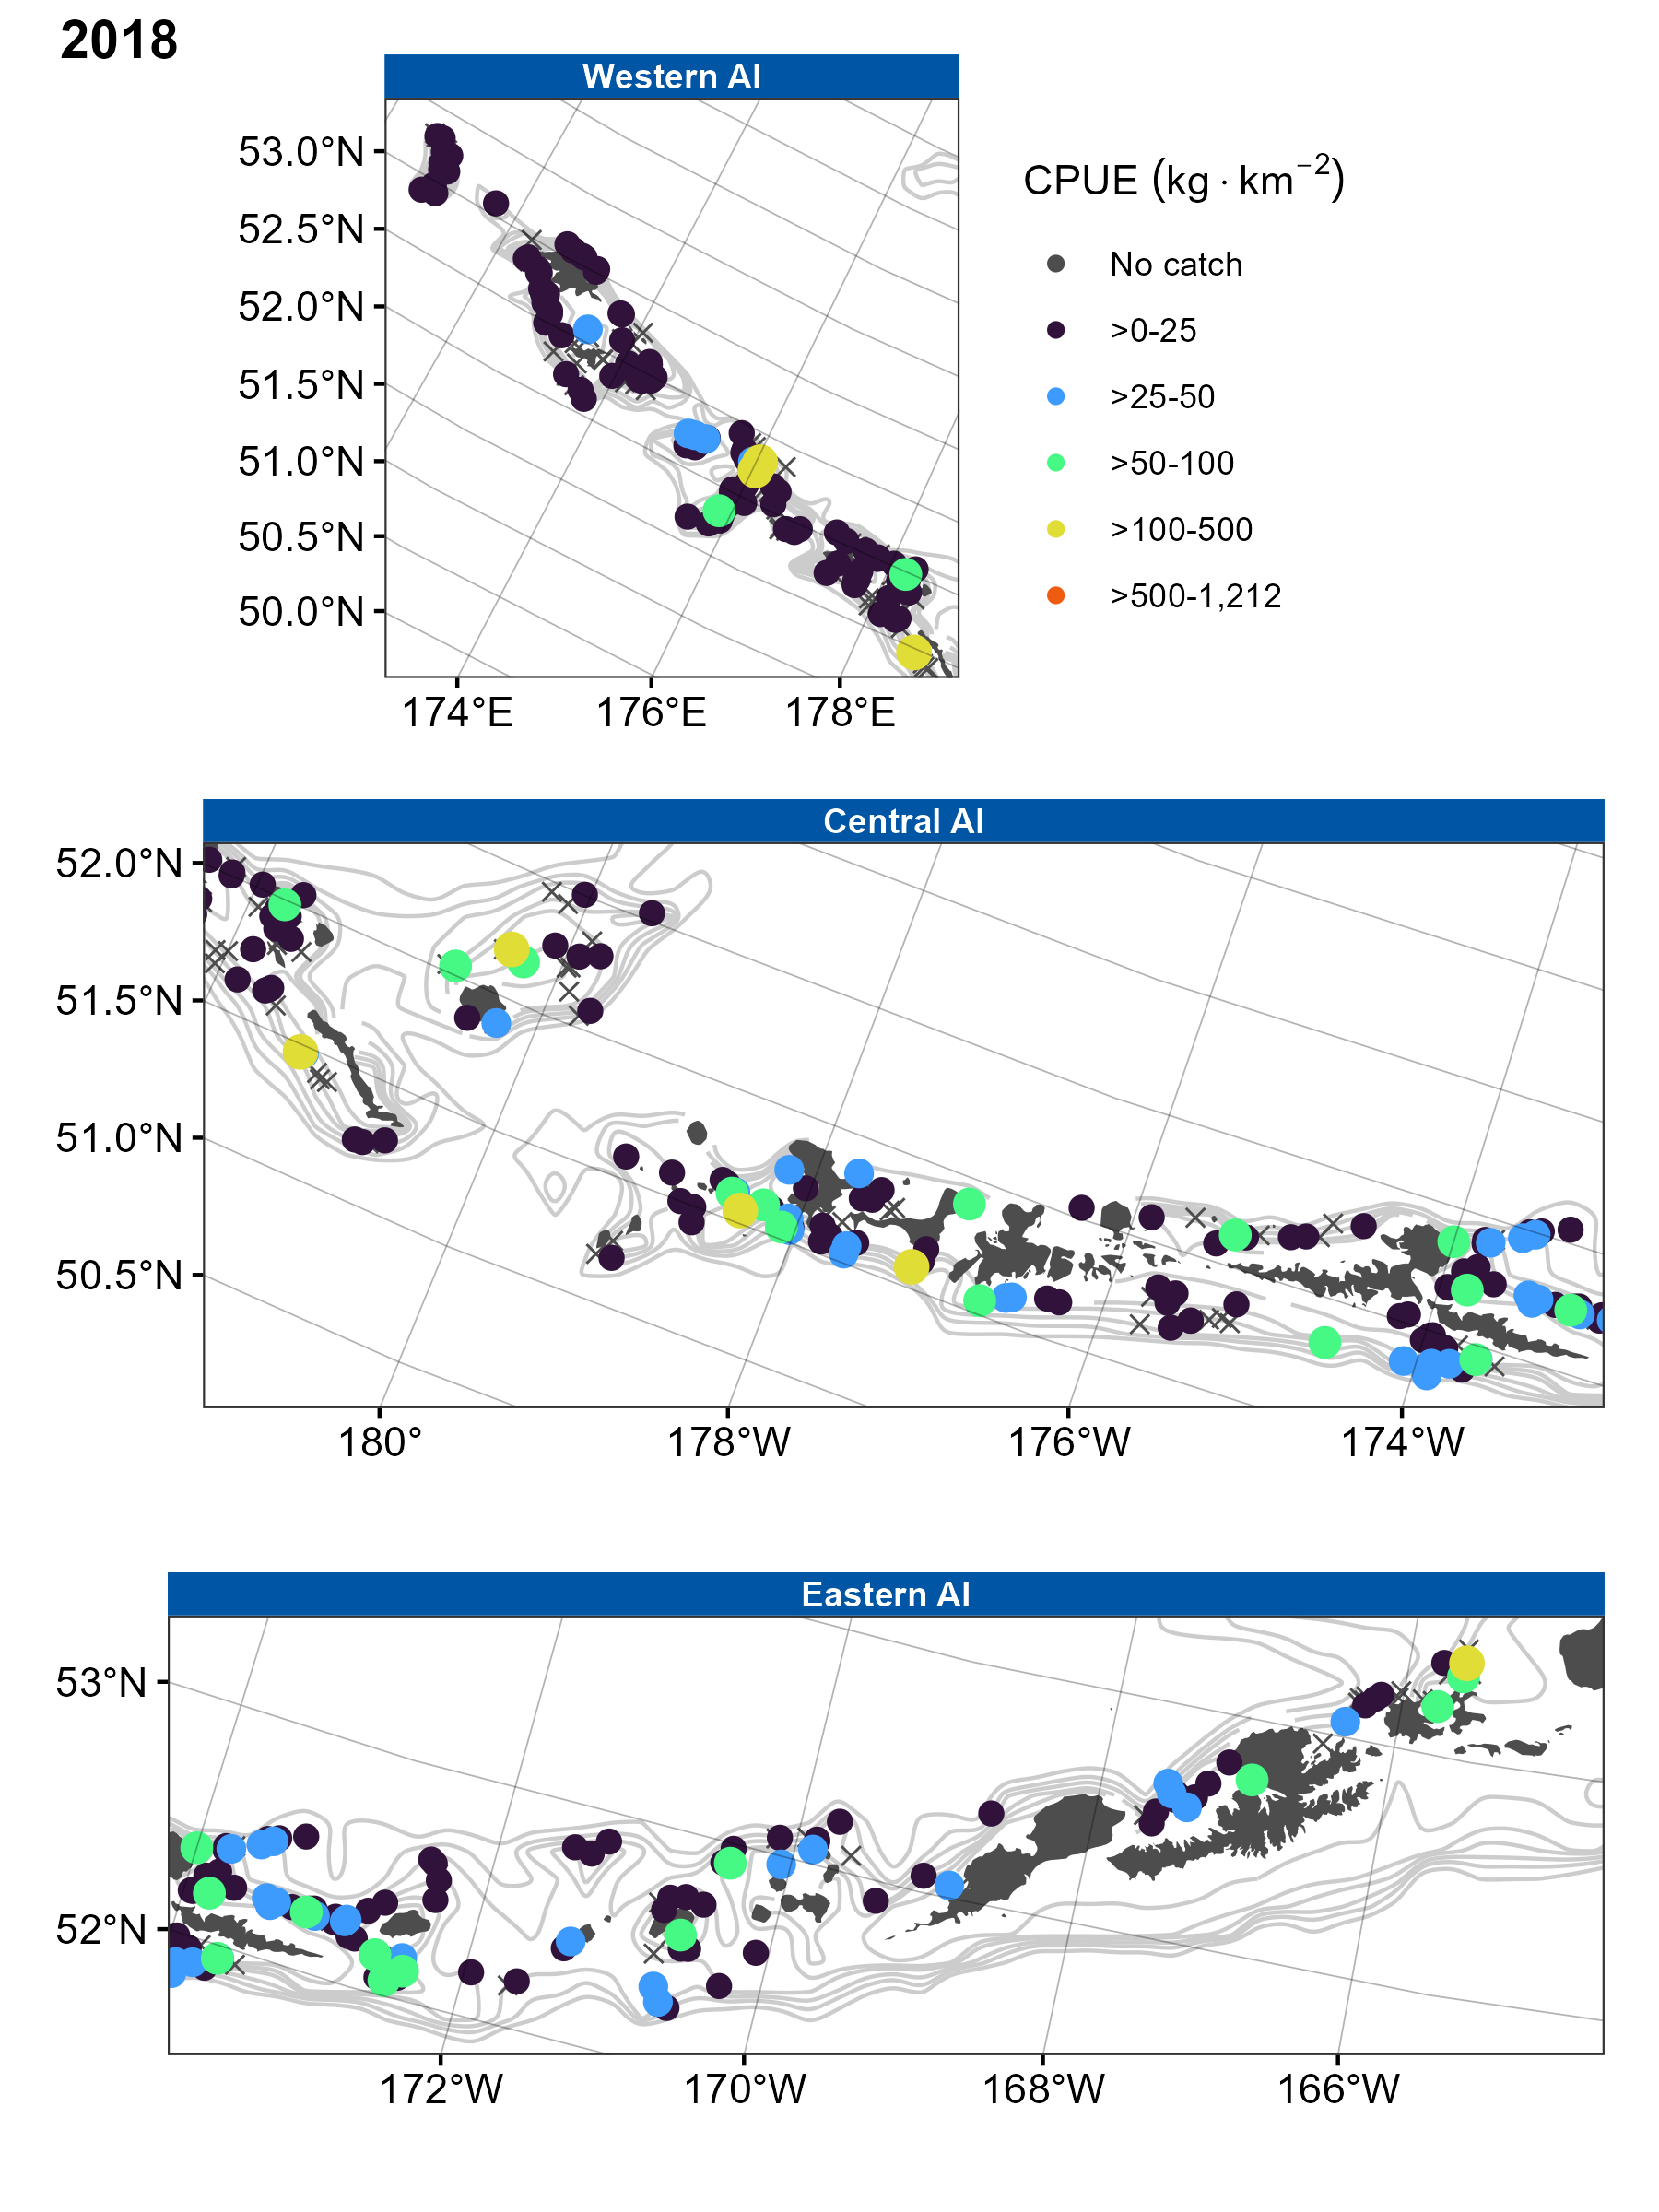 2018
Western AI
53.0°N
52.5°N
52.0°N
51.5°N
51.0°N
50.5°N
50.0°N
174°E 176°E 178°E
CPUE (kg · km⁻²)
No catch
>0-25
>25-50
>50-100
>100-500
>500-1,212
Central AI
52.0°N
51.5°N
51.0°N
50.5°N
180° 178°W 176°W 174°W
Eastern AI
53°N
52°N
172°W 170°W 168°W 166°W